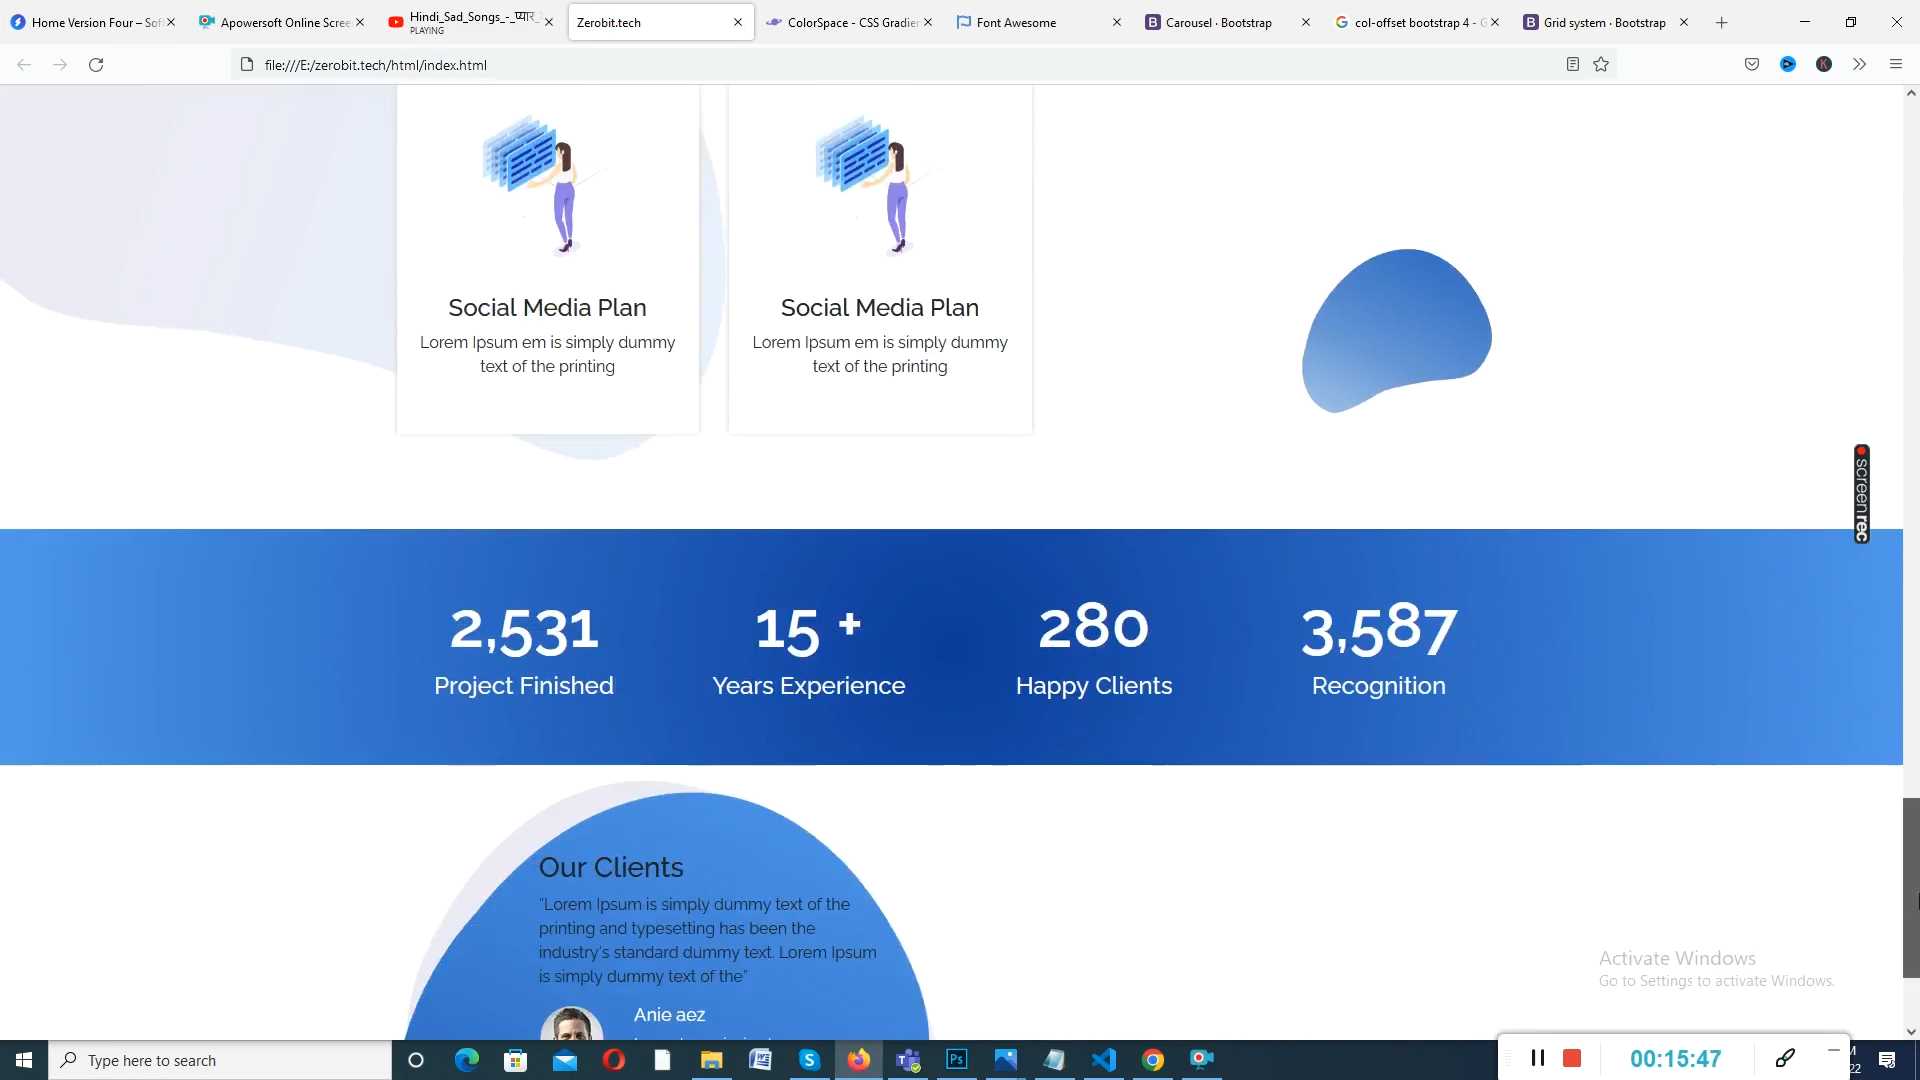 Home Version Four – Sof
Apowersoft Online Scree
Hindi_Sad_Songs_-_प्यार_
PLAYING
Zerobit.tech
ColorSpace - CSS Gradien
Font Awesome
Carousel · Bootstrap
col-offset bootstrap 4 - G
Grid system · Bootstrap
file:///E:/zerobit.tech/html/index.html
Social Media Plan
Lorem Ipsum em is simply dummy
text of the printing
Social Media Plan
Lorem Ipsum em is simply dummy
text of the printing
screenrec
2,531
Project Finished
15 +
Years Experience
280
Happy Clients
3,587
Recognition
Our Clients
"Lorem Ipsum is simply dummy text of the
printing and typesetting has been the
industry's standard dummy text. Lorem Ipsum
is simply dummy text of the"
Anie aez
Activate Windows
Go to Settings to activate Windows.
Type here to search
00:15:47
M
22